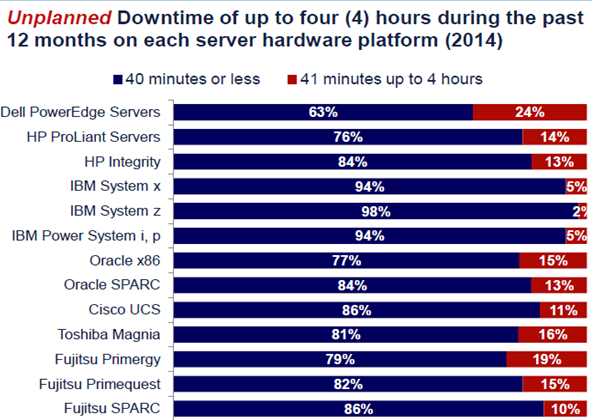 Unplanned Downtime of up to four (4) hours during the past
12 months on each server hardware platform (2014)
40 minutes or less 41 minutes up to 4 hours
Dell PowerEdge Servers 63% 24%
HP ProLiant Servers 76% 14%
HP Integrity 84% 13%
IBM System x 94% 5%
IBM System z 98% 2%
IBM Power System i, p 94% 5%
Oracle x86 77% 15%
Oracle SPARC 84% 13%
Cisco UCS 86% 11%
Toshiba Magnia 81% 16%
Fujitsu Primergy 79% 19%
Fujitsu Primequest 82% 15%
Fujitsu SPARC 86% 10%